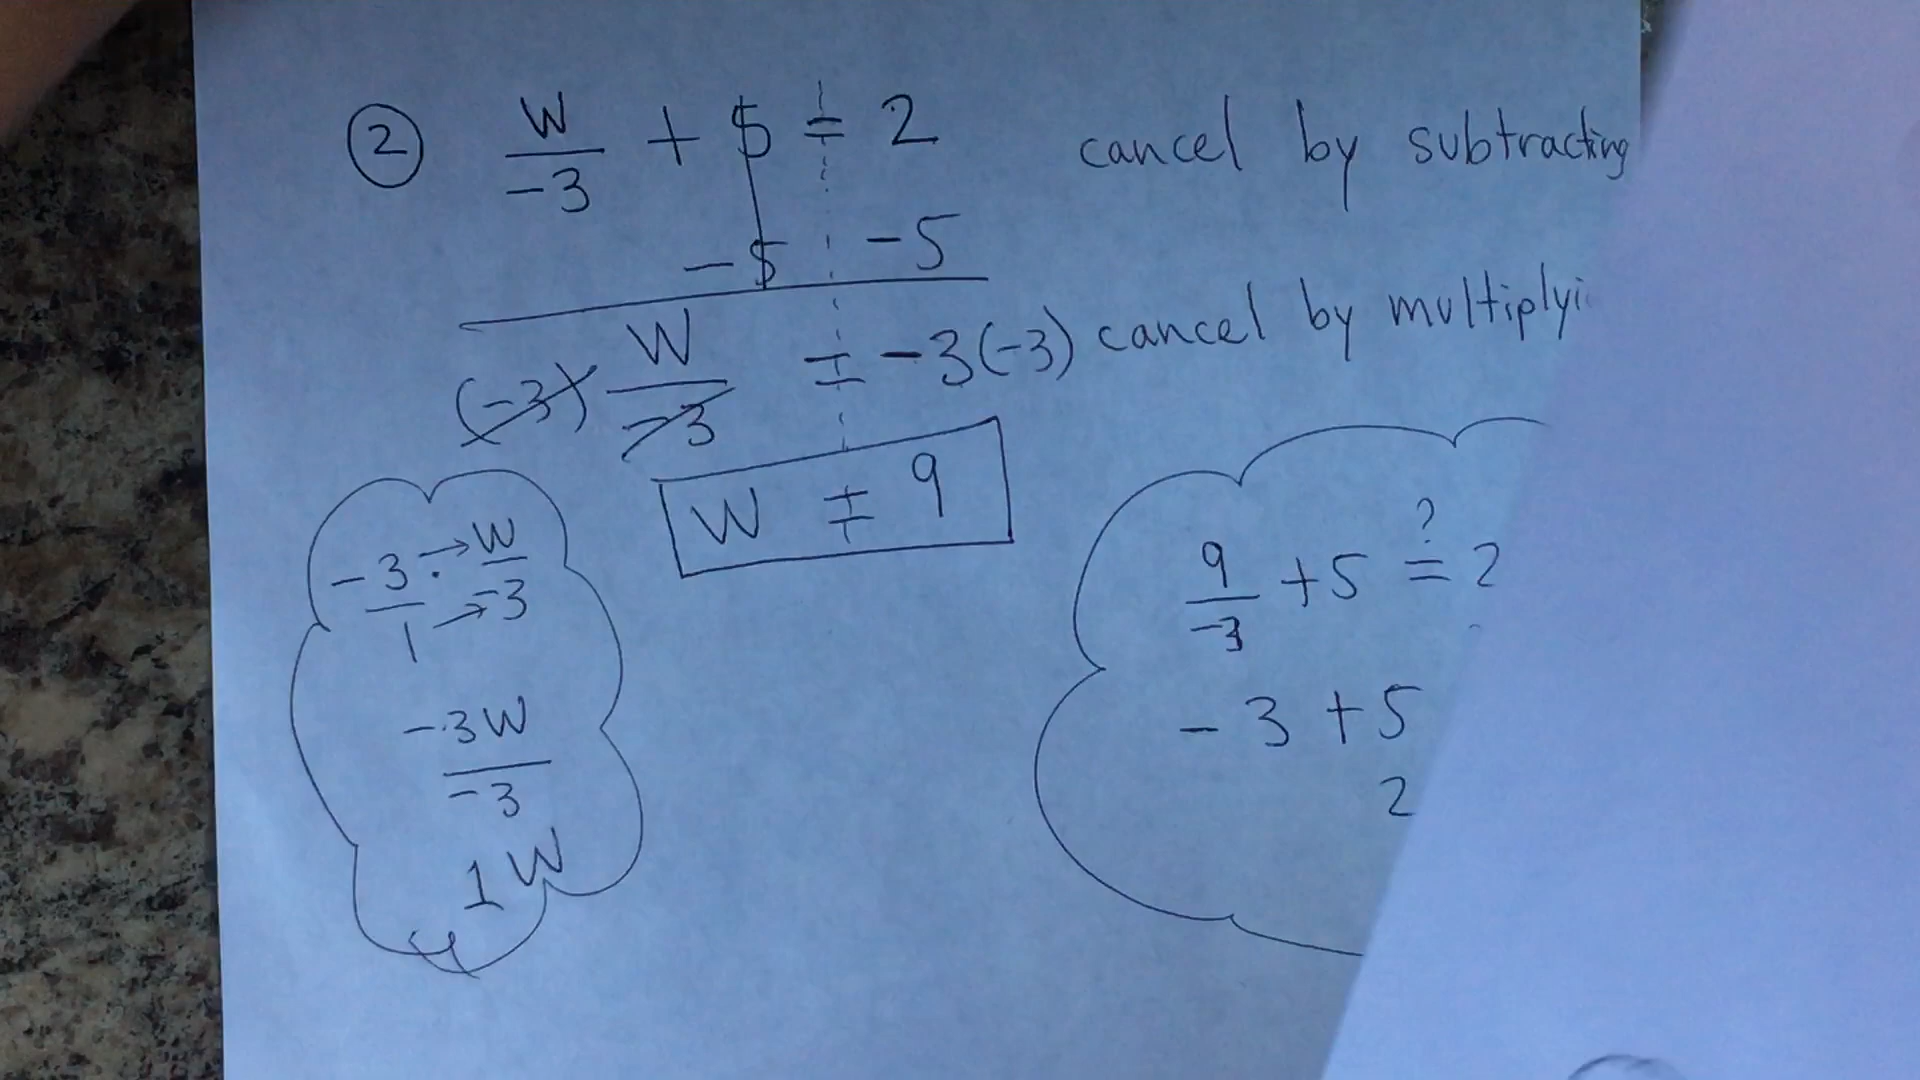 ② W/-3 + 5 = 2 cancel by subtracting
-5 -5
(-3) W/-3 = -3(-3) cancel by multiplyi
W = 9
-3/1 · W/-3
-3W/-3
1W
9/-3 + 5 ?= 2
-3 + 5
2